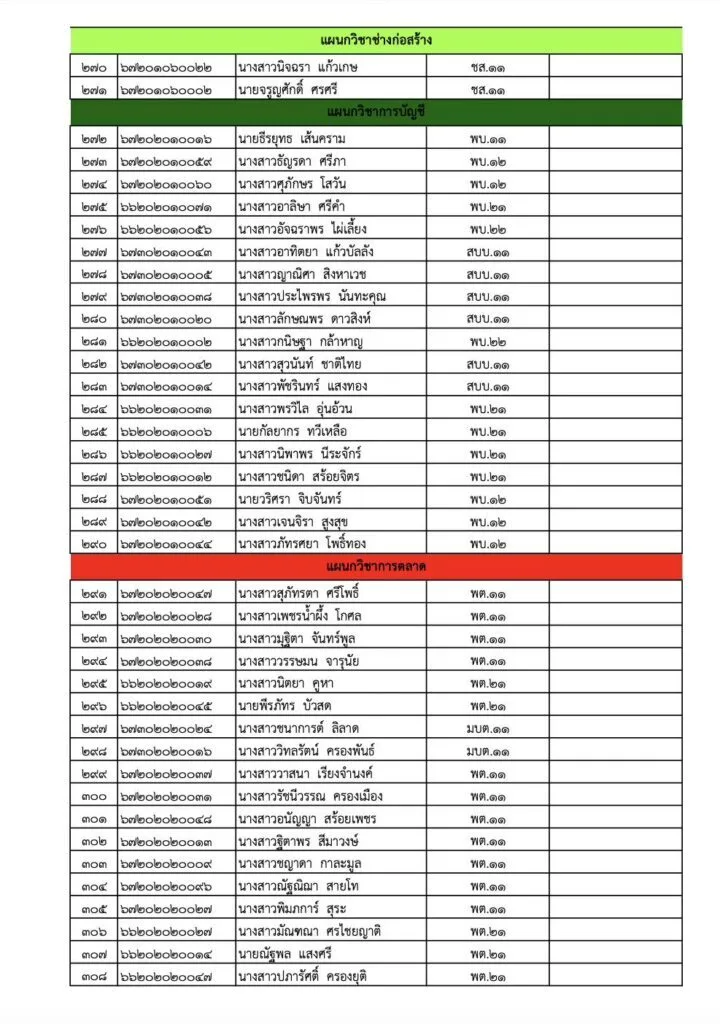 แผนกวิชาช่างก่อสร้าง
๒๗๐ ๖๗๒๐๑๐๖๐๐๒๒ นางสาวนิจฉรา แก้วเกษ ชส.๑๑
๒๗๑ ๖๗๒๐๑๐๖๐๐๐๒ นายจรูญศักดิ์ ศรศรี ชส.๑๑
แผนกวิชาการบัญชี
๒๗๒ ๖๗๒๐๒๐๑๐๐๑๖ นายธีรยุทธ เส้นคราม พบ.๑๑
๒๗๓ ๖๗๒๐๒๐๑๐๐๕๙ นางสาวธัญรดา ศรีภา พบ.๑๒
๒๗๔ ๖๗๒๐๒๐๑๐๐๖๐ นางสาวศุภักษร โสวัน พบ.๑๒
๒๗๕ ๖๖๒๐๒๐๑๐๐๗๑ นางสาวอาลิษา ศรีคำ พบ.๒๑
๒๗๖ ๖๖๒๐๒๐๑๐๐๕๖ นางสาวอัจฉราพร ไผ่เลี้ยง พบ.๒๒
๒๗๗ ๖๗๓๐๒๐๑๐๐๔๓ นางสาวอาทิตยา แก้วบัลลัง สบบ.๑๑
๒๗๘ ๖๗๓๐๒๐๑๐๐๐๕ นางสาวญาณิศา สิงหาเวช สบบ.๑๑
๒๗๙ ๖๗๓๐๒๐๑๐๐๓๘ นางสาวประไพรพร นันทะคุณ สบบ.๑๑
๒๘๐ ๖๗๓๐๒๐๑๐๐๒๐ นางสาวลักษณพร ดาวสิงห์ สบบ.๑๑
๒๘๑ ๖๖๒๐๒๐๑๐๐๐๒ นางสาวกนิษฐา กล้าหาญ พบ.๒๒
๒๘๒ ๖๗๓๐๒๐๑๐๐๔๒ นางสาวสุวนันท์ ชาติไทย สบบ.๑๑
๒๘๓ ๖๗๓๐๒๐๑๐๐๑๔ นางสาวพัชรินทร์ แสงทอง สบบ.๑๑
๒๘๔ ๖๖๒๐๒๐๑๐๐๓๑ นางสาวพรวิไล อุ่นอ้วน พบ.๒๑
๒๘๕ ๖๖๒๐๒๐๑๐๐๐๖ นายกัลยากร ทวีเหลือ พบ.๒๑
๒๘๖ ๖๖๒๐๒๐๑๐๐๒๗ นางสาวนิพาพร นีระจักร์ พบ.๒๑
๒๘๗ ๖๖๒๐๒๐๑๐๐๑๒ นางสาวชนิดา สร้อยจิตร พบ.๒๑
๒๘๘ ๖๗๒๐๒๐๑๐๐๕๑ นายวริศรา จิบจันทร์ พบ.๑๒
๒๘๙ ๖๗๒๐๒๐๑๐๐๔๒ นางสาวเจนจิรา สูงสุข พบ.๑๒
๒๙๐ ๖๗๒๐๒๐๑๐๐๔๔ นางสาวภัทรศยา โพธิ์ทอง พบ.๑๒
แผนกวิชาการตลาด
๒๙๑ ๖๗๒๐๒๐๒๐๐๔๗ นางสาวสุภัทรตา ศรีโพธิ์ พต.๑๑
๒๙๒ ๖๗๒๐๒๐๒๐๐๒๘ นางสาวเพชรน้ำผึ้ง โกศล พต.๑๑
๒๙๓ ๖๗๒๐๒๐๒๐๐๓๐ นางสาวมุฐิตา จันทร์พูล พต.๑๑
๒๙๔ ๖๗๒๐๒๐๒๐๐๓๘ นางสาววรรษมน จารุนัย พต.๑๑
๒๙๕ ๖๖๒๐๒๐๒๐๐๑๙ นางสาวนิตยา คูหา พต.๒๑
๒๙๖ ๖๖๒๐๒๐๒๐๐๔๕ นายพีรภัทร บัวสด พต.๒๑
๒๙๗ ๖๗๓๐๒๐๒๐๐๒๔ นางสาวชนาการต์ ลิลาด มบต.๑๑
๒๙๘ ๖๗๓๐๒๐๒๐๐๑๖ นางสาววิทลรัตน์ ครองพันธ์ มบต.๑๑
๒๙๙ ๖๗๒๐๒๐๒๐๐๓๗ นางสาววาสนา เรียงจำนงค์ พต.๑๑
๓๐๐ ๖๗๒๐๒๐๒๐๐๓๑ นางสาวรัชนีวรรณ ครองเมือง พต.๑๑
๓๐๑ ๖๗๒๐๒๐๒๐๐๔๘ นางสาวอนัญญา สร้อยเพชร พต.๑๑
๓๐๒ ๖๗๒๐๒๐๒๐๐๑๓ นางสาวฐิตาพร สีมาวงษ์ พต.๑๑
๓๐๓ ๖๗๒๐๒๐๒๐๐๐๙ นางสาวชญาดา กาละมูล พต.๑๑
๓๐๔ ๖๗๒๐๒๐๒๐๐๙๖ นางสาวณัฐณิฌา สายโท พต.๑๑
๓๐๕ ๖๗๒๐๒๐๒๐๐๒๗ นางสาวพิมภการ์ สุระ พต.๑๑
๓๐๖ ๖๖๒๐๒๐๒๐๐๒๗ นางสาวมัณฑณา ศรไชยญาติ พต.๒๑
๓๐๗ ๖๖๒๐๒๐๒๐๐๑๔ นายณัฐพล แสงศรี พต.๒๑
๓๐๘ ๖๖๒๐๒๐๒๐๐๔๗ นางสาวปภารัศติ์ ครองยุติ พต.๒๑